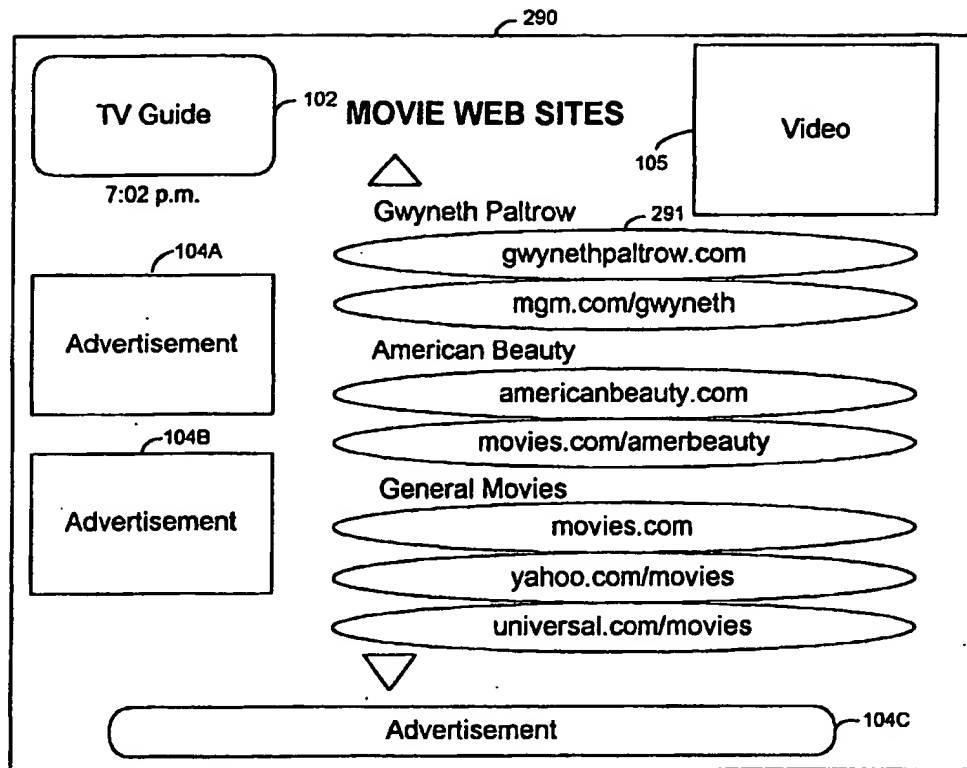 290
TV Guide
102
MOVIE WEB SITES
Video
105
7:02 p.m.
Gwyneth Paltrow
291
gwynethpaltrow.com
mgm.com/gwyneth
104A
Advertisement
American Beauty
americanbeauty.com
movies.com/amerbeauty
104B
Advertisement
General Movies
movies.com
yahoo.com/movies
universal.com/movies
Advertisement
104C